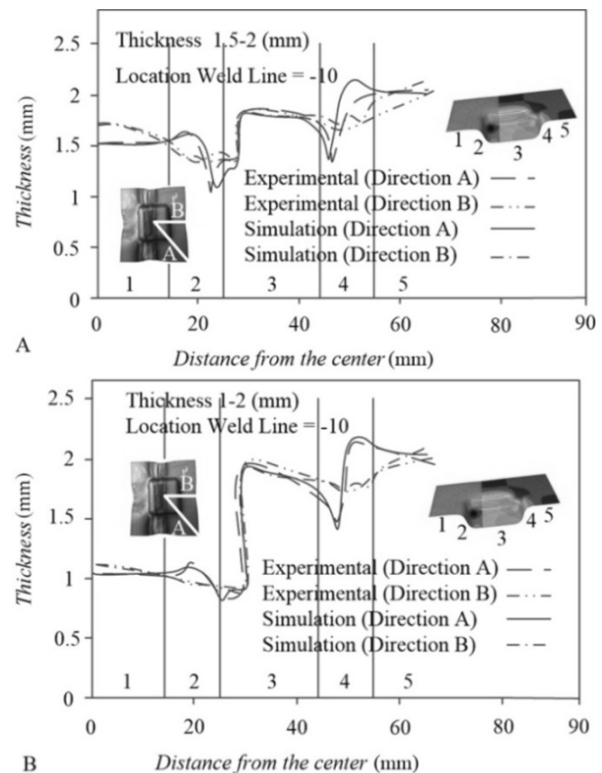 A
Thickness (mm)
2.5
2
1.5
1
0.5
0
Thickness 1.5-2 (mm)
Location Weld Line = -10
1 2 3 4 5
Experimental (Direction A)
Experimental (Direction B)
Simulation (Direction A)
Simulation (Direction B)
B
A
1 2 3 4 5
0 20 40 60 80 90
Distance from the center (mm)
B
Thickness (mm)
2.5
2
1.5
1
0.5
0
Thickness 1-2 (mm)
Location Weld Line = -10
1 2 3 4 5
Experimental (Direction A)
Experimental (Direction B)
Simulation (Direction A)
Simulation (Direction B)
B
A
1 2 3 4 5
0 20 40 60 80 90
Distance from the center (mm)